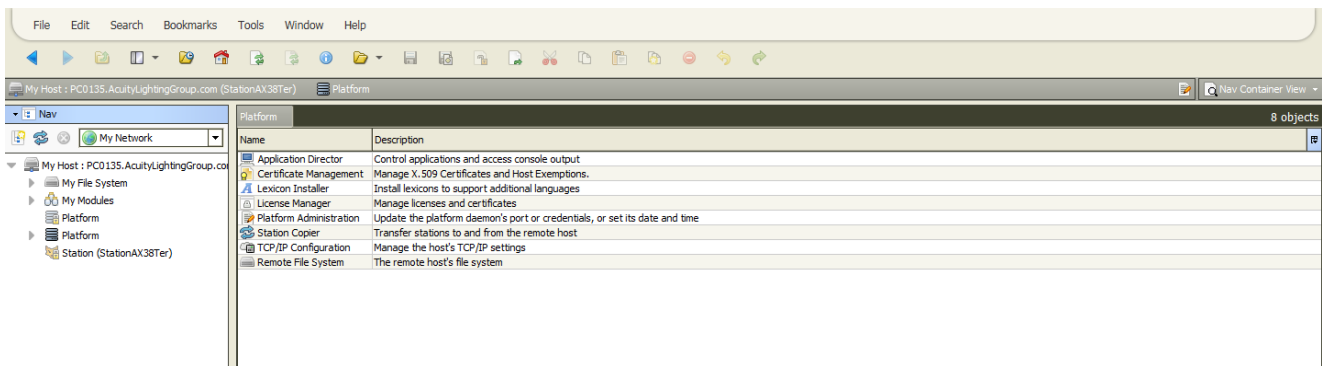 File Edit Search Bookmarks Tools Window Help
My Host : PC0135.AcuityLightingGroup.com (StationAX38Ter) Platform Nav Container View
Nav
My Network
My Host : PC0135.AcuityLightingGroup.co
My File System
My Modules
Platform
Platform
Station (StationAX38Ter)
Platform 8 objects
Name Description
Application Director Control applications and access console output
Certificate Management Manage X.509 Certificates and Host Exemptions.
Lexicon Installer Install lexicons to support additional languages
License Manager Manage licenses and certificates
Platform Administration Update the platform daemon's port or credentials, or set its date and time
Station Copier Transfer stations to and from the remote host
TCP/IP Configuration Manage the host's TCP/IP settings
Remote File System The remote host's file system